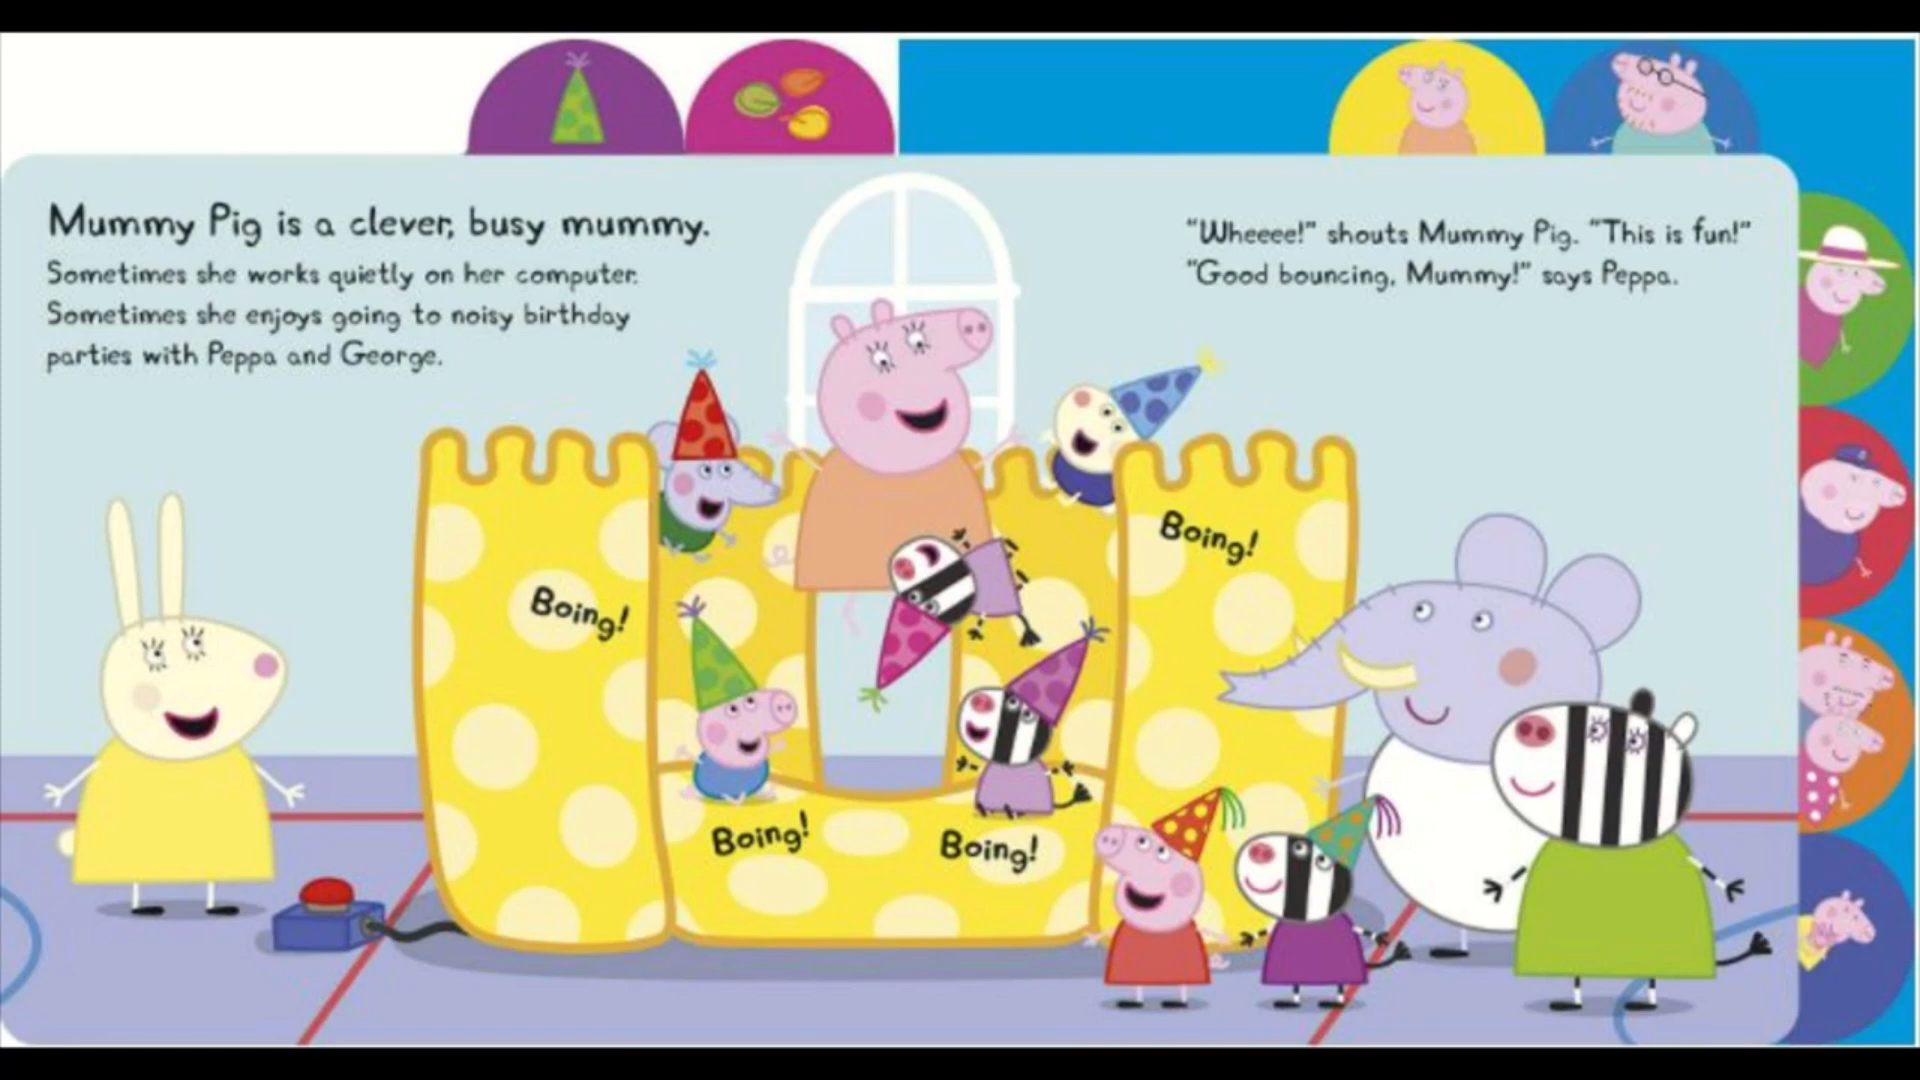 Mummy Pig is a clever, busy mummy.
Sometimes she works quietly on her computer.
Sometimes she enjoys going to noisy birthday
parties with Peppa and George.
“Wheeee!” shouts Mummy Pig. “This is fun!”
“Good bouncing, Mummy!” says Peppa.
Boing!
Boing!
Boing!
Boing!